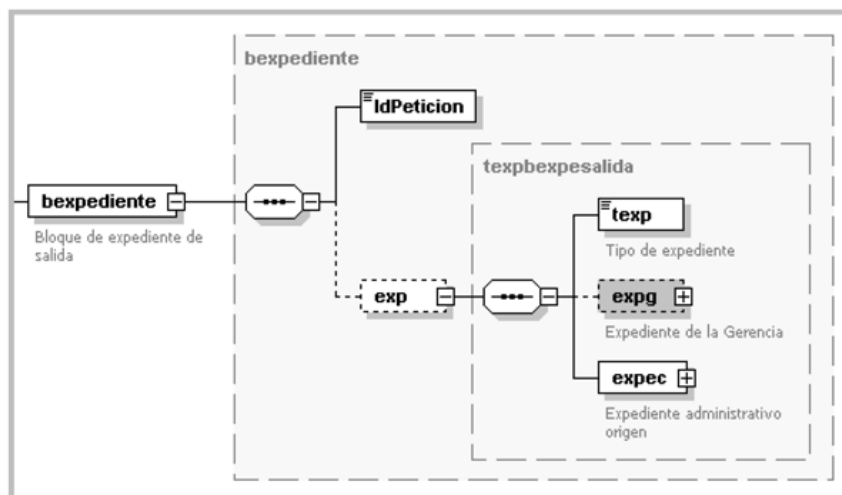 bexpediente
IdPeticion
texpbexpesalida
bexpediente
Bloque de expediente de
salida
texp
Tipo de expediente
exp
expg
Expediente de la Gerencia
expec
Expediente administrativo
origen